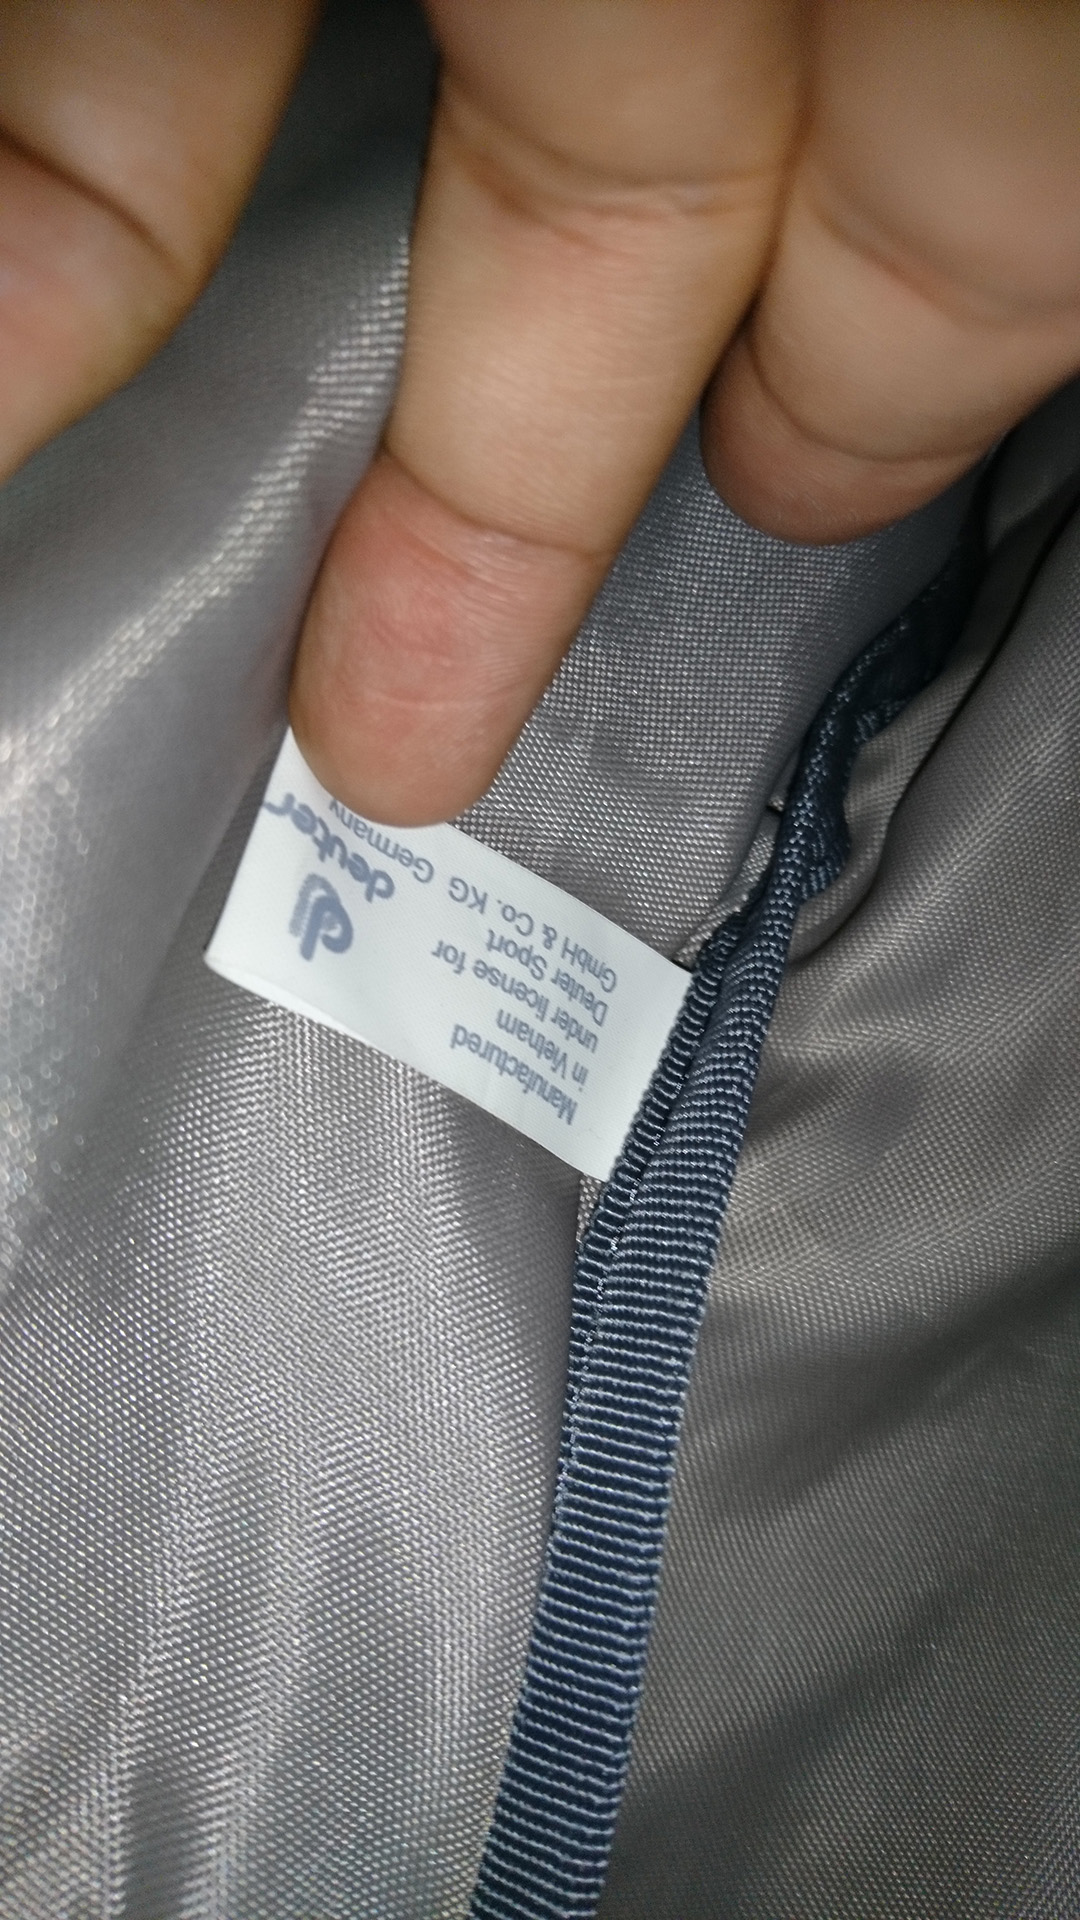 Manufactured
in Vietnam
under license for
Deuter Sport
GmbH & Co. KG Germany
deuter